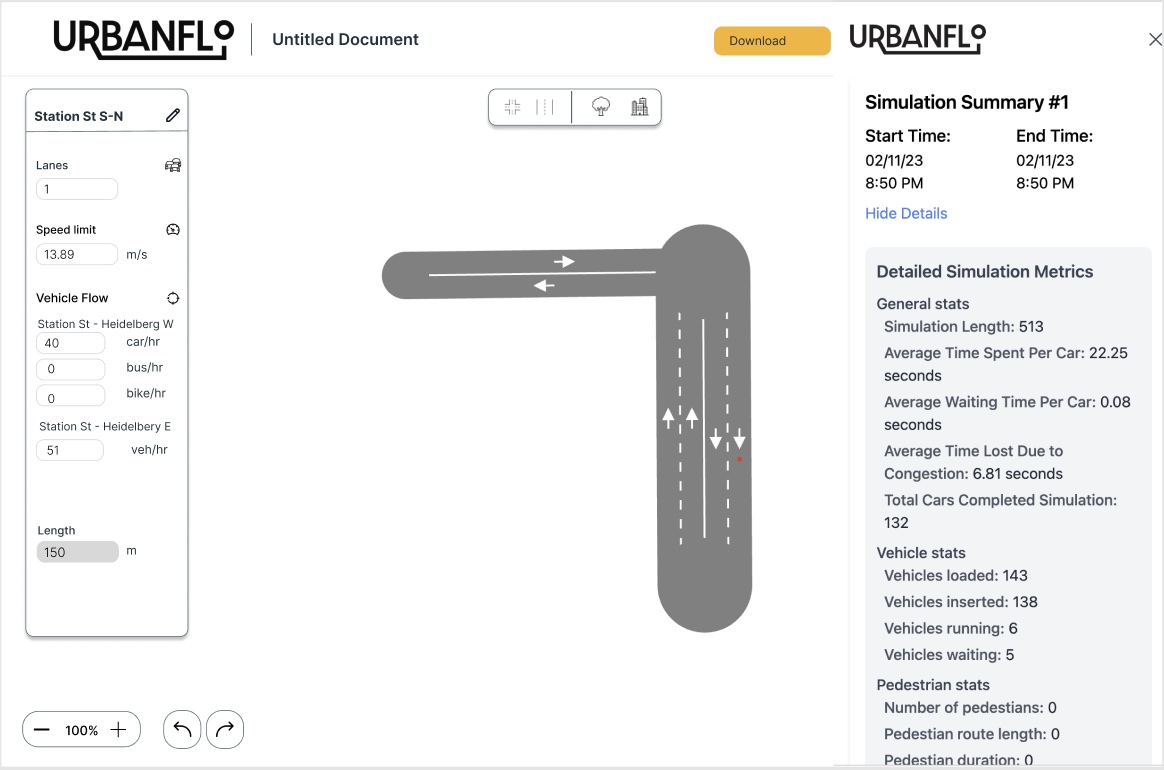 URBANFLO
Untitled Document
Download
URBANFLO
Station St S-N
Lanes
1
Speed limit
13.89 m/s
Vehicle Flow
Station St - Heidelberg W
40 car/hr
0 bus/hr
0 bike/hr
Station St - Heidelbery E
51 veh/hr
Length
150 m
100%
Simulation Summary #1
Start Time: End Time:
02/11/23 02/11/23
8:50 PM 8:50 PM
Hide Details
Detailed Simulation Metrics
General stats
Simulation Length: 513
Average Time Spent Per Car: 22.25
seconds
Average Waiting Time Per Car: 0.08
seconds
Average Time Lost Due to
Congestion: 6.81 seconds
Total Cars Completed Simulation:
132
Vehicle stats
Vehicles loaded: 143
Vehicles inserted: 138
Vehicles running: 6
Vehicles waiting: 5
Pedestrian stats
Number of pedestians: 0
Pedestian route length: 0
Pedestian duration: 0